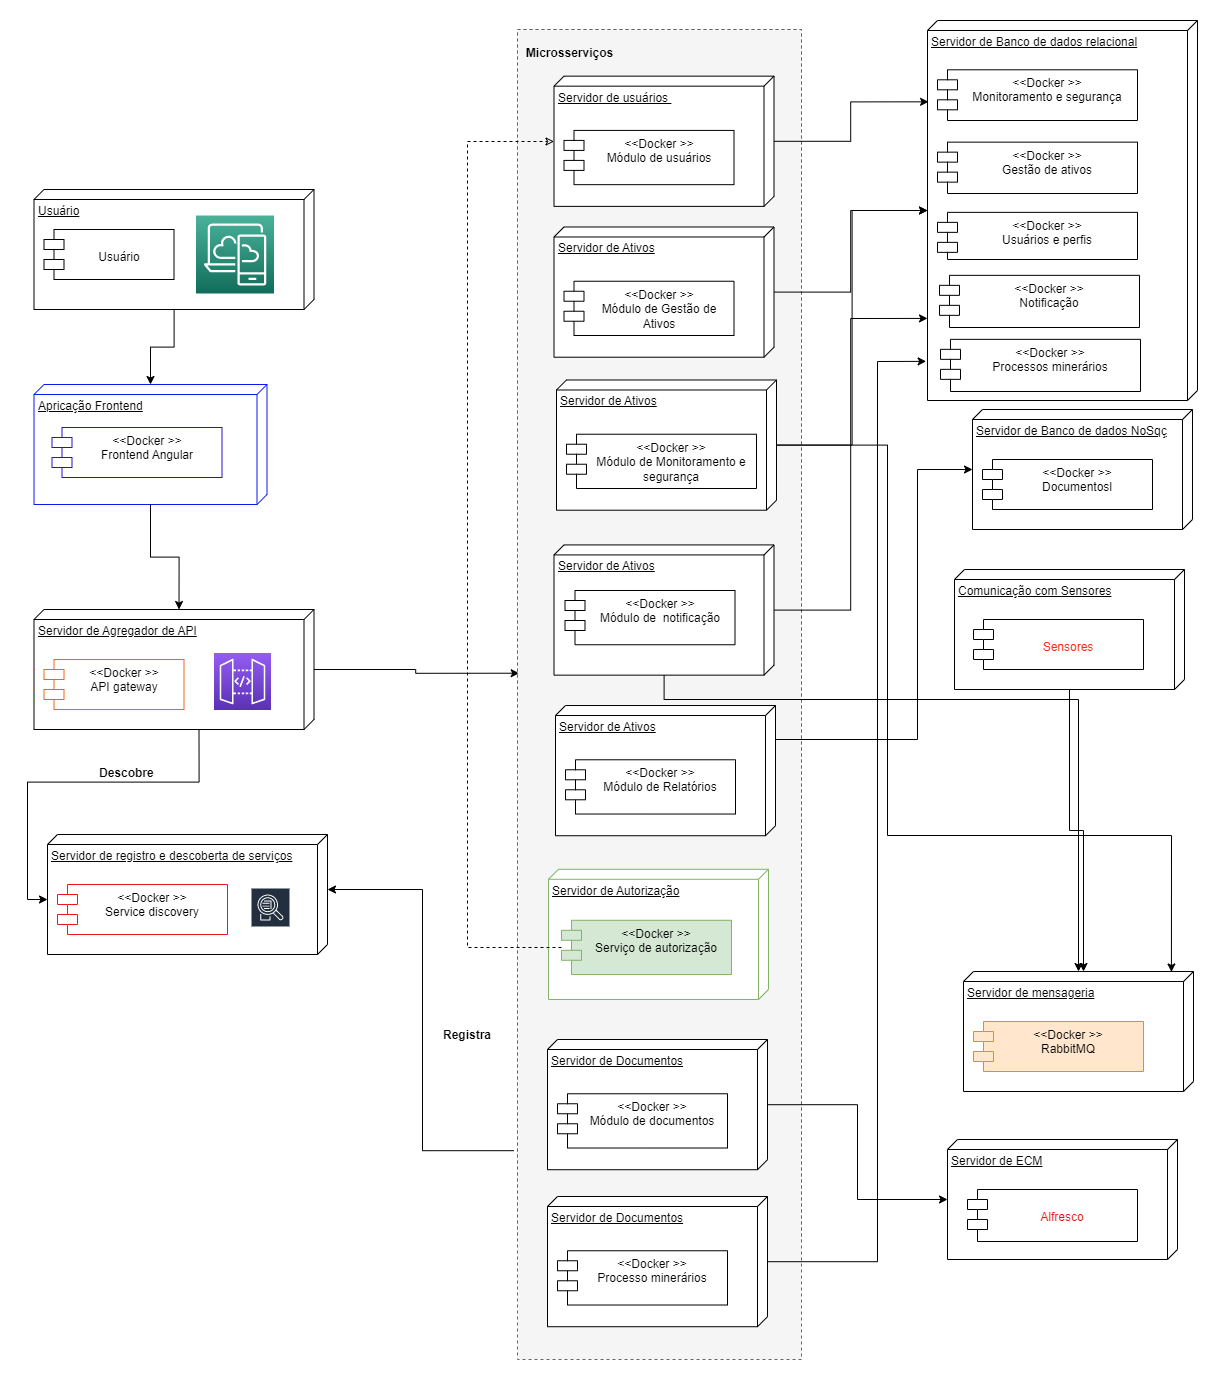 Usuário
Usuário
Apricação Frontend
<<Docker >>
Frontend Angular
Servidor de Agregador de API
<<Docker >>
API gateway
Descobre
Servidor de registro e descoberta de serviços
<<Docker >>
Service discovery
Registra
Microsserviços
Servidor de usuários
<<Docker >>
Módulo de usuários
Servidor de Ativos
<<Docker >>
Módulo de Gestão de
Ativos
Servidor de Ativos
<<Docker >>
Módulo de Monitoramento e
segurança
Servidor de Ativos
<<Docker >>
Módulo de notificação
Servidor de Ativos
<<Docker >>
Módulo de Relatórios
Servidor de Autorização
<<Docker >>
Serviço de autorização
Servidor de Documentos
<<Docker >>
Módulo de documentos
Servidor de Documentos
<<Docker >>
Processo minerários
Servidor de Banco de dados relacional
<<Docker >>
Monitoramento e segurança
<<Docker >>
Gestão de ativos
<<Docker >>
Usuários e perfis
<<Docker >>
Notificação
<<Docker >>
Processos minerários
Servidor de Banco de dados NoSqç
<<Docker >>
Documentosl
Comunicação com Sensores
Sensores
Servidor de mensageria
<<Docker >>
RabbitMQ
Servidor de ECM
Alfresco